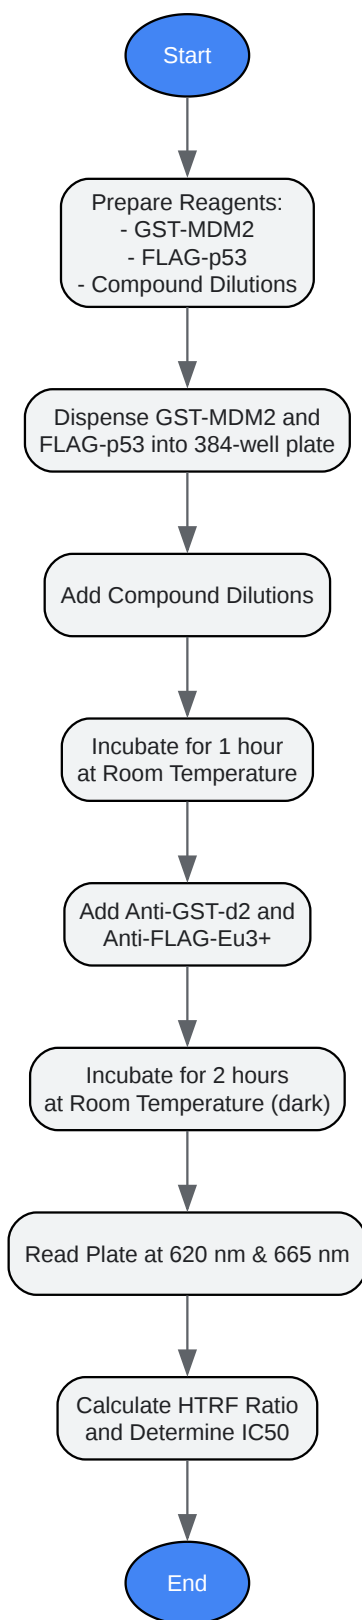 Start
Prepare Reagents:
- GST-MDM2
- FLAG-p53
- Compound Dilutions
Dispense GST-MDM2 and
FLAG-p53 into 384-well plate
Add Compound Dilutions
Incubate for 1 hour
at Room Temperature
Add Anti-GST-d2 and
Anti-FLAG-Eu3+
Incubate for 2 hours
at Room Temperature (dark)
Read Plate at 620 nm & 665 nm
Calculate HTRF Ratio
and Determine IC50
End